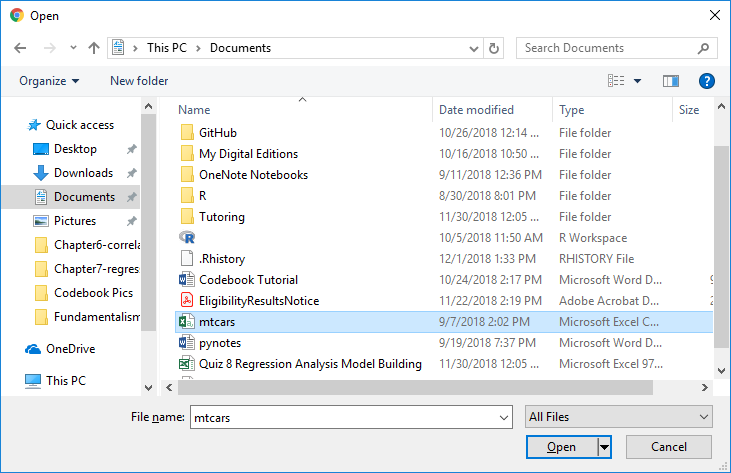 Open
This PC > Documents
Search Documents
Organize
New folder
Name Date modified Type Size
Quick access
Desktop
Downloads
Documents
Pictures
Chapter6-correla
Chapter7-regres
Codebook Pics
Fundamentalism
OneDrive
This PC
GitHub 10/26/2018 12:14 ... File folder
My Digital Editions 10/16/2018 10:50 ... File folder
OneNote Notebooks 9/11/2018 12:36 PM File folder
R 8/30/2018 8:01 PM File folder
Tutoring 11/30/2018 12:05 ... File folder
10/5/2018 11:50 AM R Workspace
.Rhistory 12/1/2018 1:33 PM RHISTORY File
Codebook Tutorial 10/24/2018 2:17 PM Microsoft Word D...
EligibilityResultsNotice 11/22/2018 2:19 PM Adobe Acrobat D...
mtcars 9/7/2018 2:02 PM Microsoft Excel C...
pynotes 9/19/2018 7:37 PM Microsoft Word D...
Quiz 8 Regression Analysis Model Building 11/30/2018 12:05 ... Microsoft Excel 97...
File name: mtcars
All Files
Open
Cancel